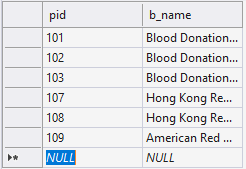 pid b_name
101 Blood Donation...
102 Blood Donation...
103 Blood Donation...
107 Hong Kong Re...
108 Hong Kong Re...
109 American Red ...
NULL NULL